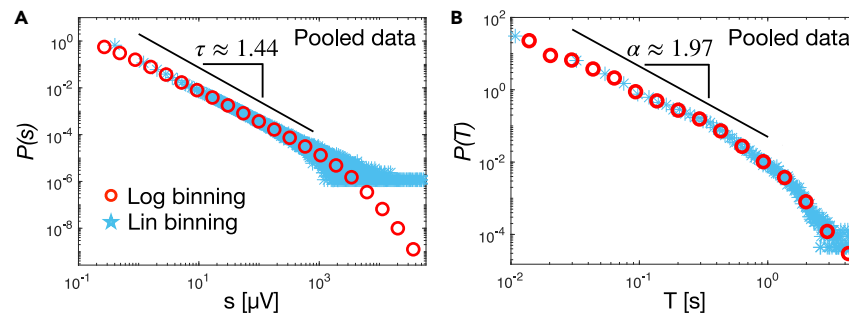 A
B
τ ≈ 1.44
Pooled data
α ≈ 1.97
Pooled data
P(s)
10^0
10^-2
10^-4
10^-6
10^-8
Log binning
Lin binning
10^-1
10^1
10^3
s [μV]
P(T)
10^2
10^0
10^-2
10^-4
10^-2
10^-1
10^0
T [s]